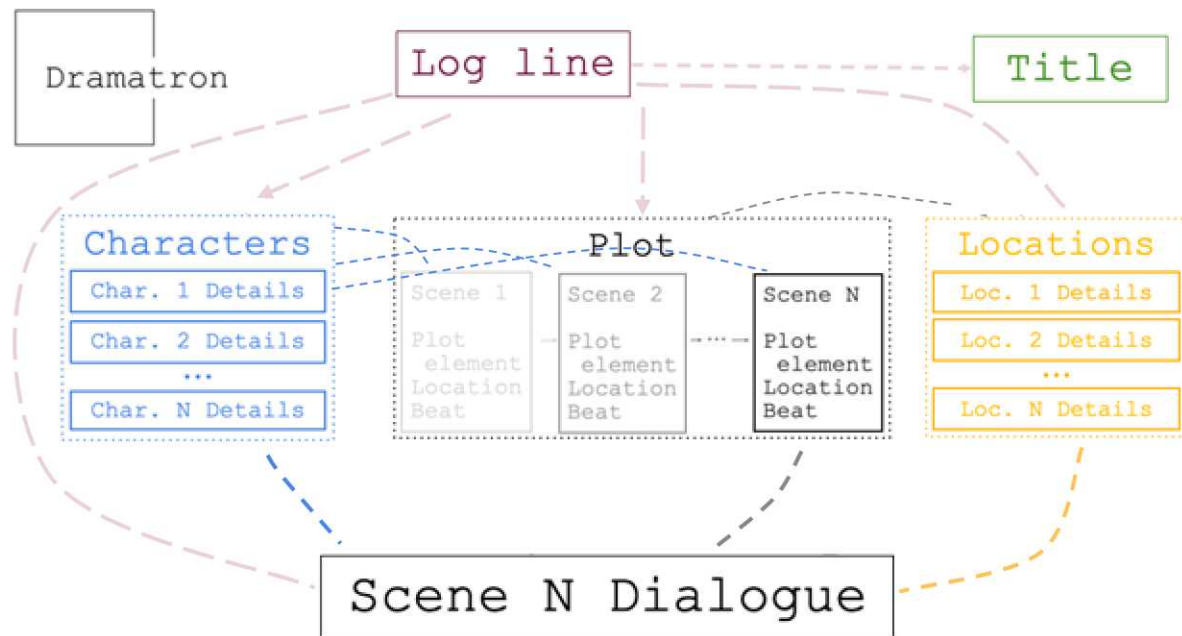 Dramatron
Log line
Title
Characters
Char. 1 Details
Char. 2 Details
...
Char. N Details
Plot
Scene 1
Plot
element
Location
Beat
Scene 2
Plot
element
Location
Beat
...
Scene N
Plot
element
Location
Beat
Locations
Loc. 1 Details
Loc. 2 Details
...
Loc. N Details
Scene N Dialogue